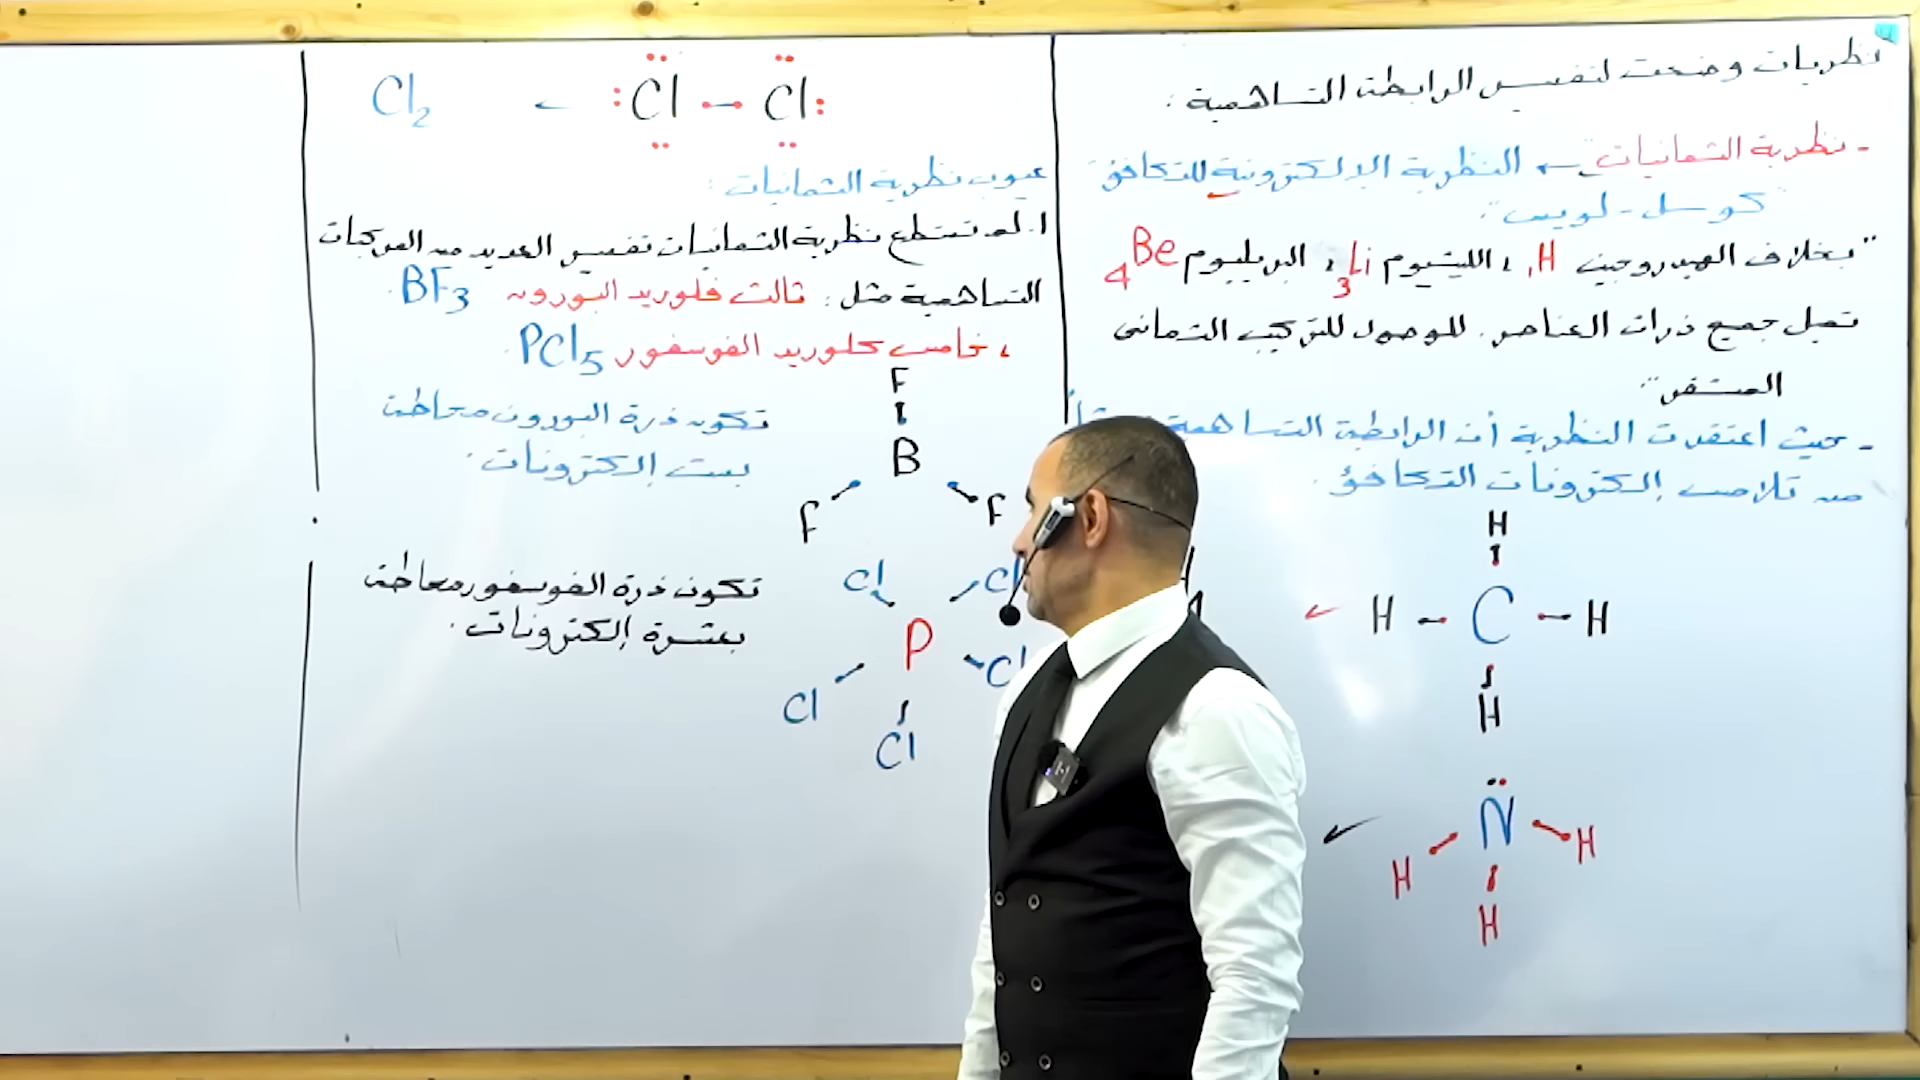 نظريات وضحت لتفسير الرابطة التساهمية :
- نظرية الثمانيات ← النظرية الإلكترونية للتكافؤ
" كوسل - لويس " :
" بخلاف الهيدروجين 1H ، الليثيوم 3Li ، البريليوم 4Be
تميل جميع ذرات العناصر للوصول للتركيب الثمانى
المستقر "
- حيث اعتقدت النظرية أن الرابطة التساهمية
من تلامس إلكترونات التكافؤ .
H
H - C - H
H
N
H H
H
Cl - Cl ← Cl2
عيوب نظرية الثمانيات :
1. لم تستطع نظرية الثمانيات تفسير العديد من المركبات
التساهمية مثل : ثالث فلوريد البورون BF3
، خامس كلوريد الفوسفور PCl5
F
B
F F
تكون ذرة البورون محاطة
بست إلكترونات .
Cl Cl
P
Cl Cl
Cl
تكون ذرة الفوسفور محاطة
بعشرة إلكترونات .